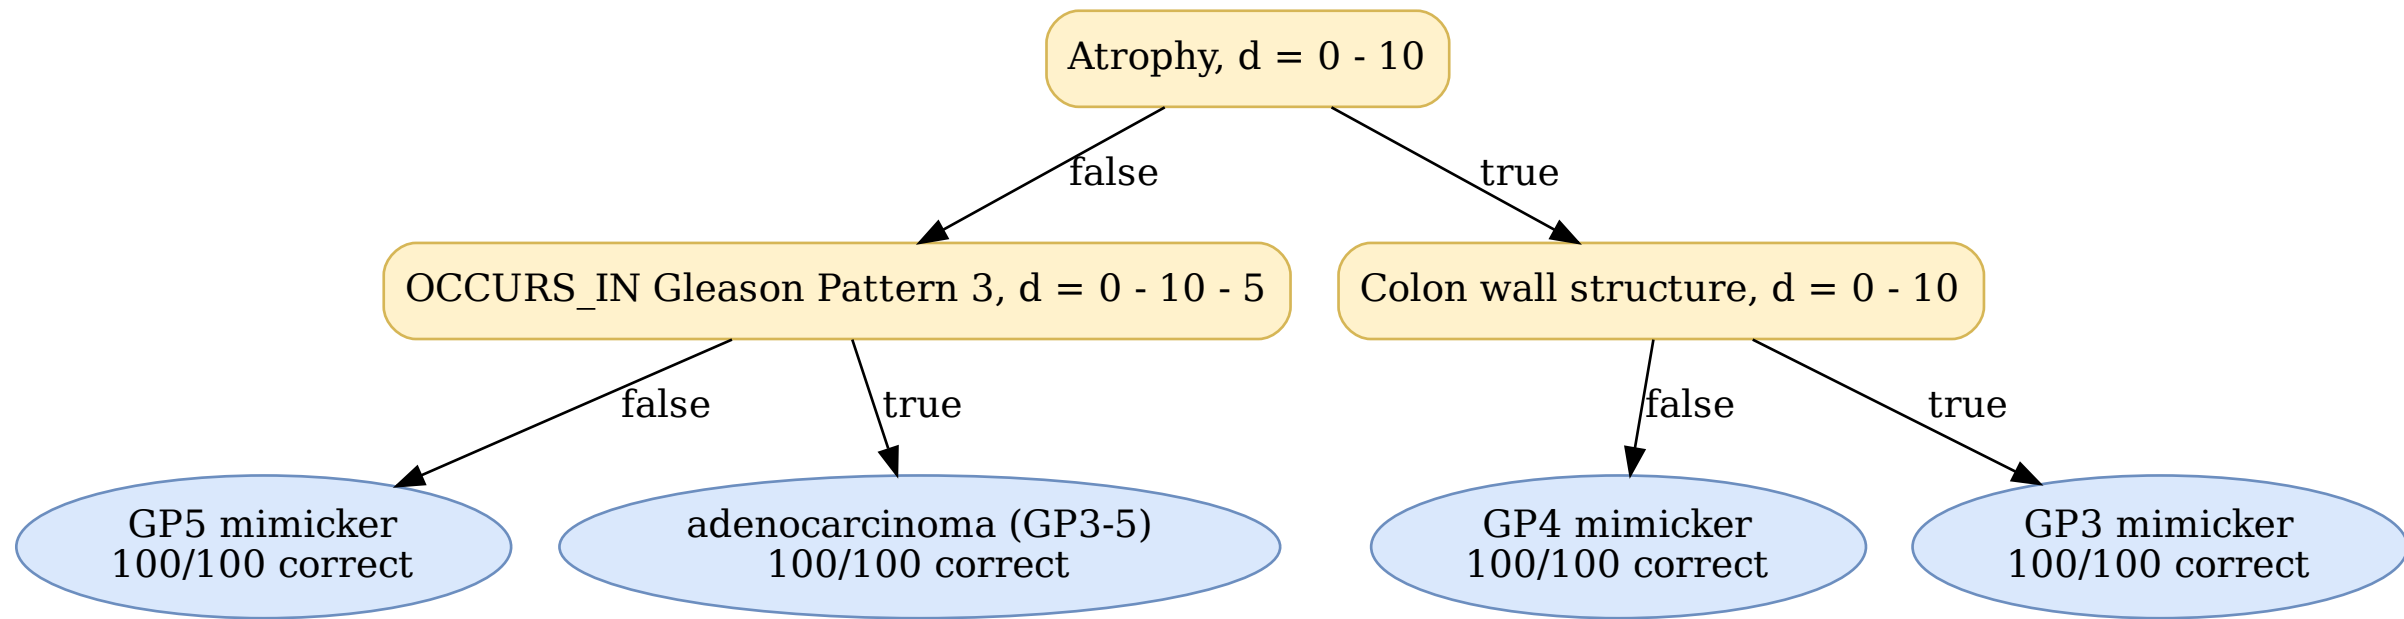 Atrophy, d = 0 - 10
false
true
OCCURS_IN Gleason Pattern 3, d = 0 - 10 - 5
Colon wall structure, d = 0 - 10
false
true
false
true
GP5 mimicker
100/100 correct
adenocarcinoma (GP3-5)
100/100 correct
GP4 mimicker
100/100 correct
GP3 mimicker
100/100 correct